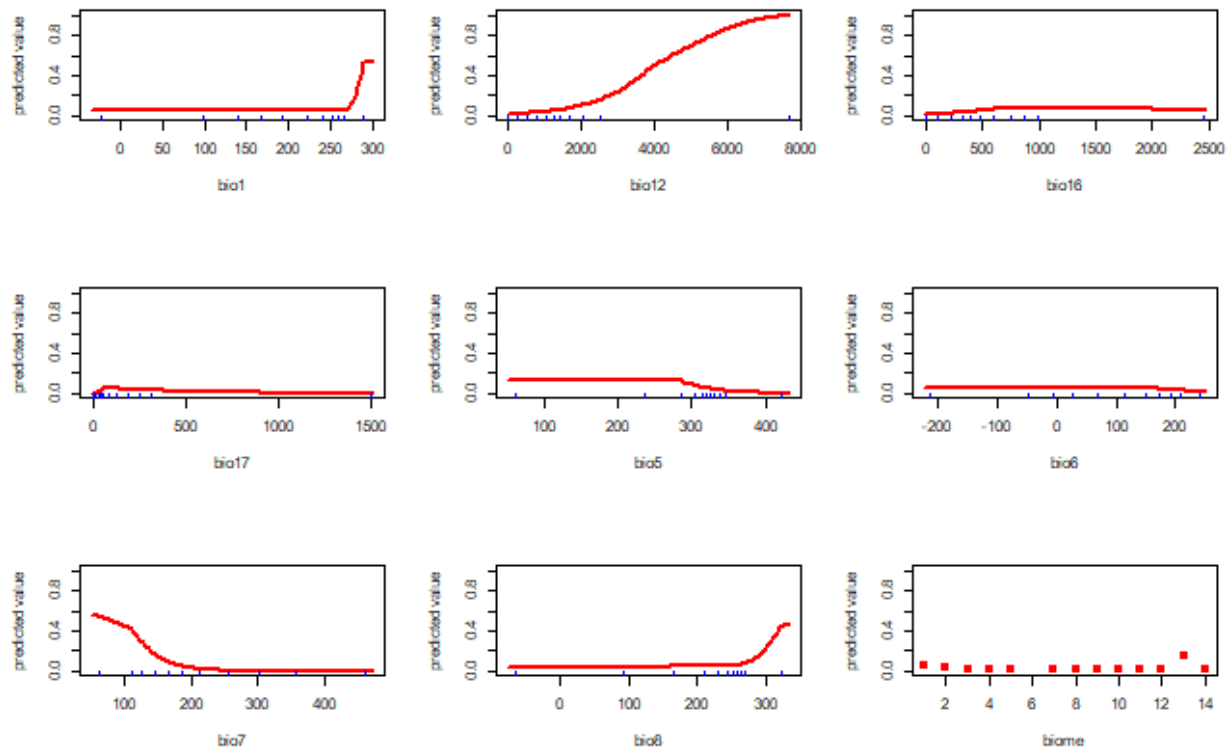 predicted value
0.0 0.4 0.8
0 50 100 150 200 250 300
bio1
predicted value
0.0 0.4 0.8
0 2000 4000 6000 8000
bio12
predicted value
0.0 0.4 0.8
0 500 1000 1500 2000 2500
bio16
predicted value
0.0 0.4 0.8
0 500 1000 1500
bio17
predicted value
0.0 0.4 0.8
100 200 300 400
bio5
predicted value
0.0 0.4 0.8
-200 -100 0 100 200
bio6
predicted value
0.0 0.4 0.8
100 200 300 400
bio7
predicted value
0.0 0.4 0.8
0 100 200 300
bio8
predicted value
0.0 0.4 0.8
2 4 6 8 10 12 14
biome